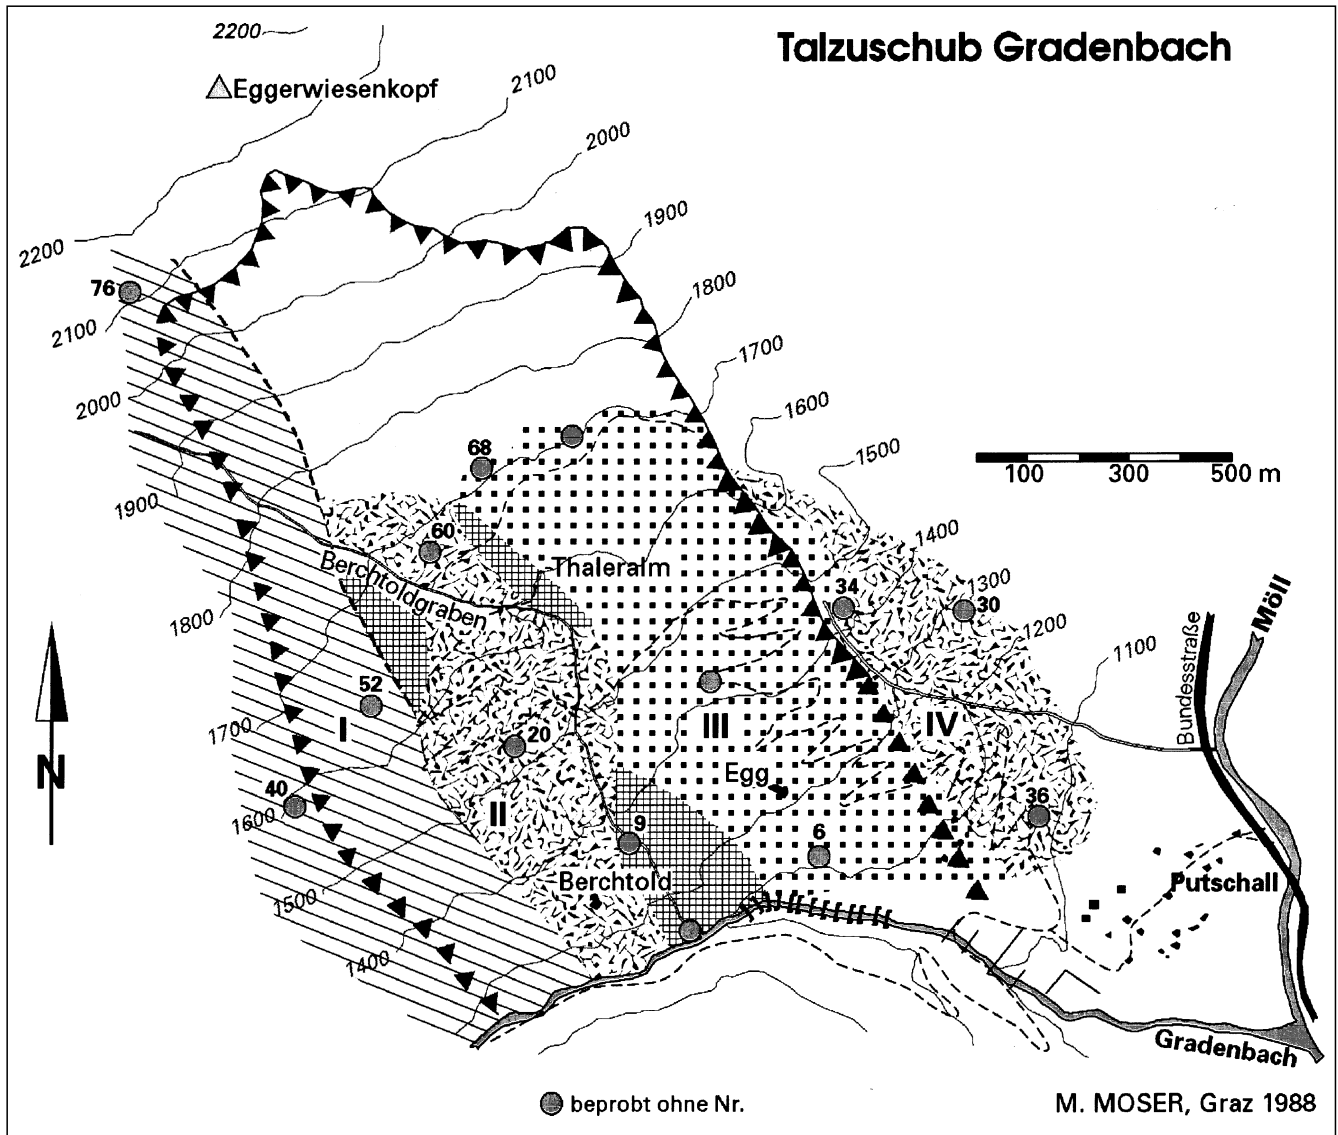 Talzuschub Gradenbach
2200
Eggerwiesenkopf
2100
2000
1900
2200
76
2100
1800
1700
2000
1600
68
1500
100 300 500 m
1900
60
1400
Thaleralm
Berchtoldgraben
34
1300
30
1800
1200
1100
Bundesstraße
Möll
52
I
1700
20
III
IV
N
Egg
40
1600
II
9
36
6
Berchtold
Putschall
1500
1400
Gradenbach
beprobt ohne Nr.
M. MOSER, Graz 1988